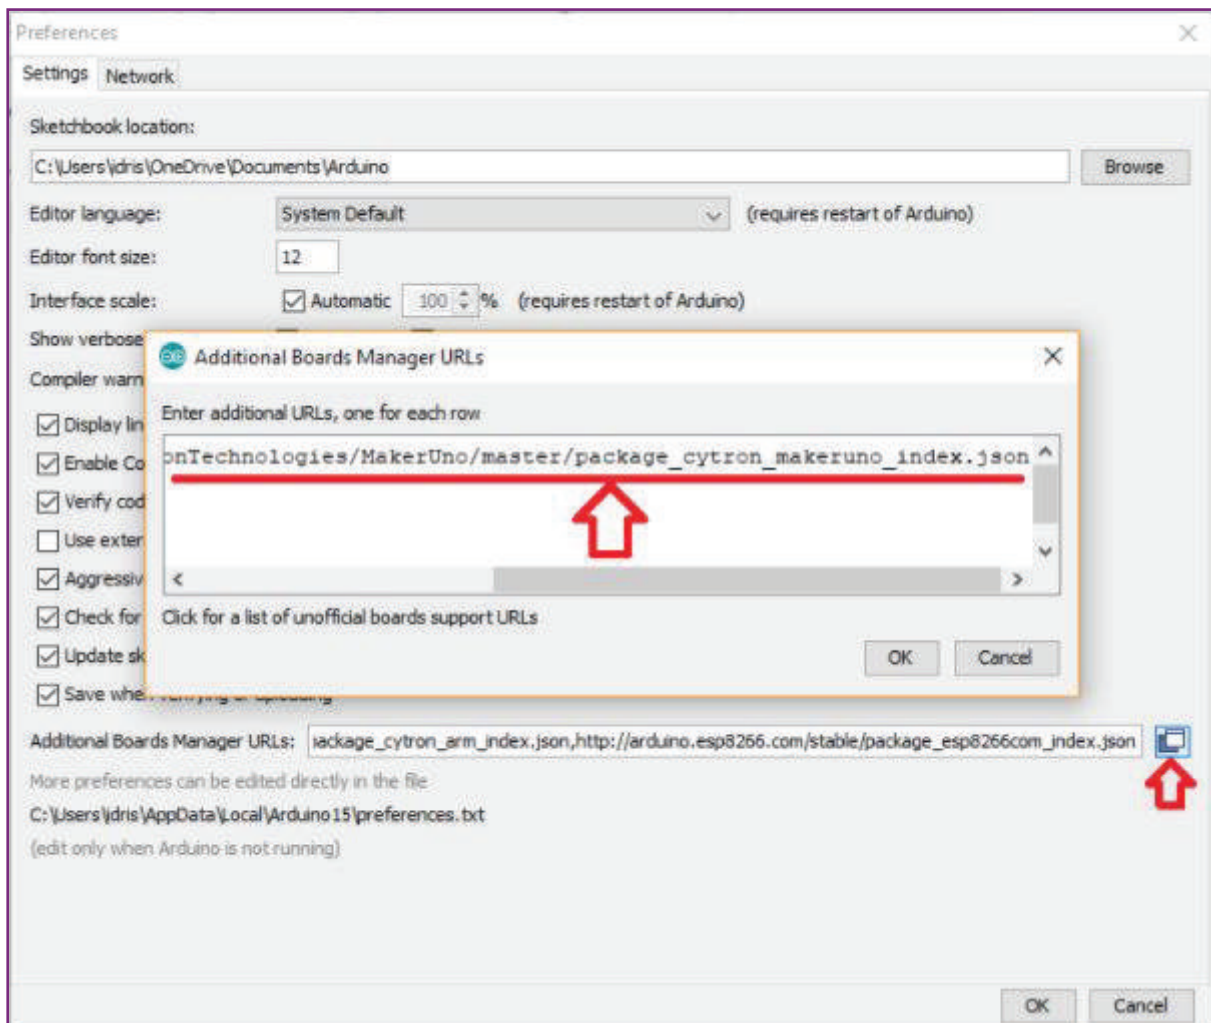 Preferences
Settings Network
Sketchbook location:
C:\Users\idris\OneDrive\Documents\Arduino Browse
Editor language: System Default (requires restart of Arduino)
Editor font size: 12
Interface scale: Automatic 100 % (requires restart of Arduino)
Show verbose
Additional Boards Manager URLs
Compiler warn
Enter additional URLs, one for each row
Display lin
onTechnologies/MakerUno/master/package_cytron_makeruno_index.json
Enable Co
Verify cod
Use exter
Aggressiv
Check for
Click for a list of unofficial boards support URLs
Update sk
OK Cancel
Save when verifying or uploading
Additional Boards Manager URLs: package_cytron_arm_index.json,http://arduino.esp8266.com/stable/package_esp8266com_index.json
More preferences can be edited directly in the file
C:\Users\idris\AppData\Local\Arduino15\preferences.txt
(edit only when Arduino is not running)
OK Cancel